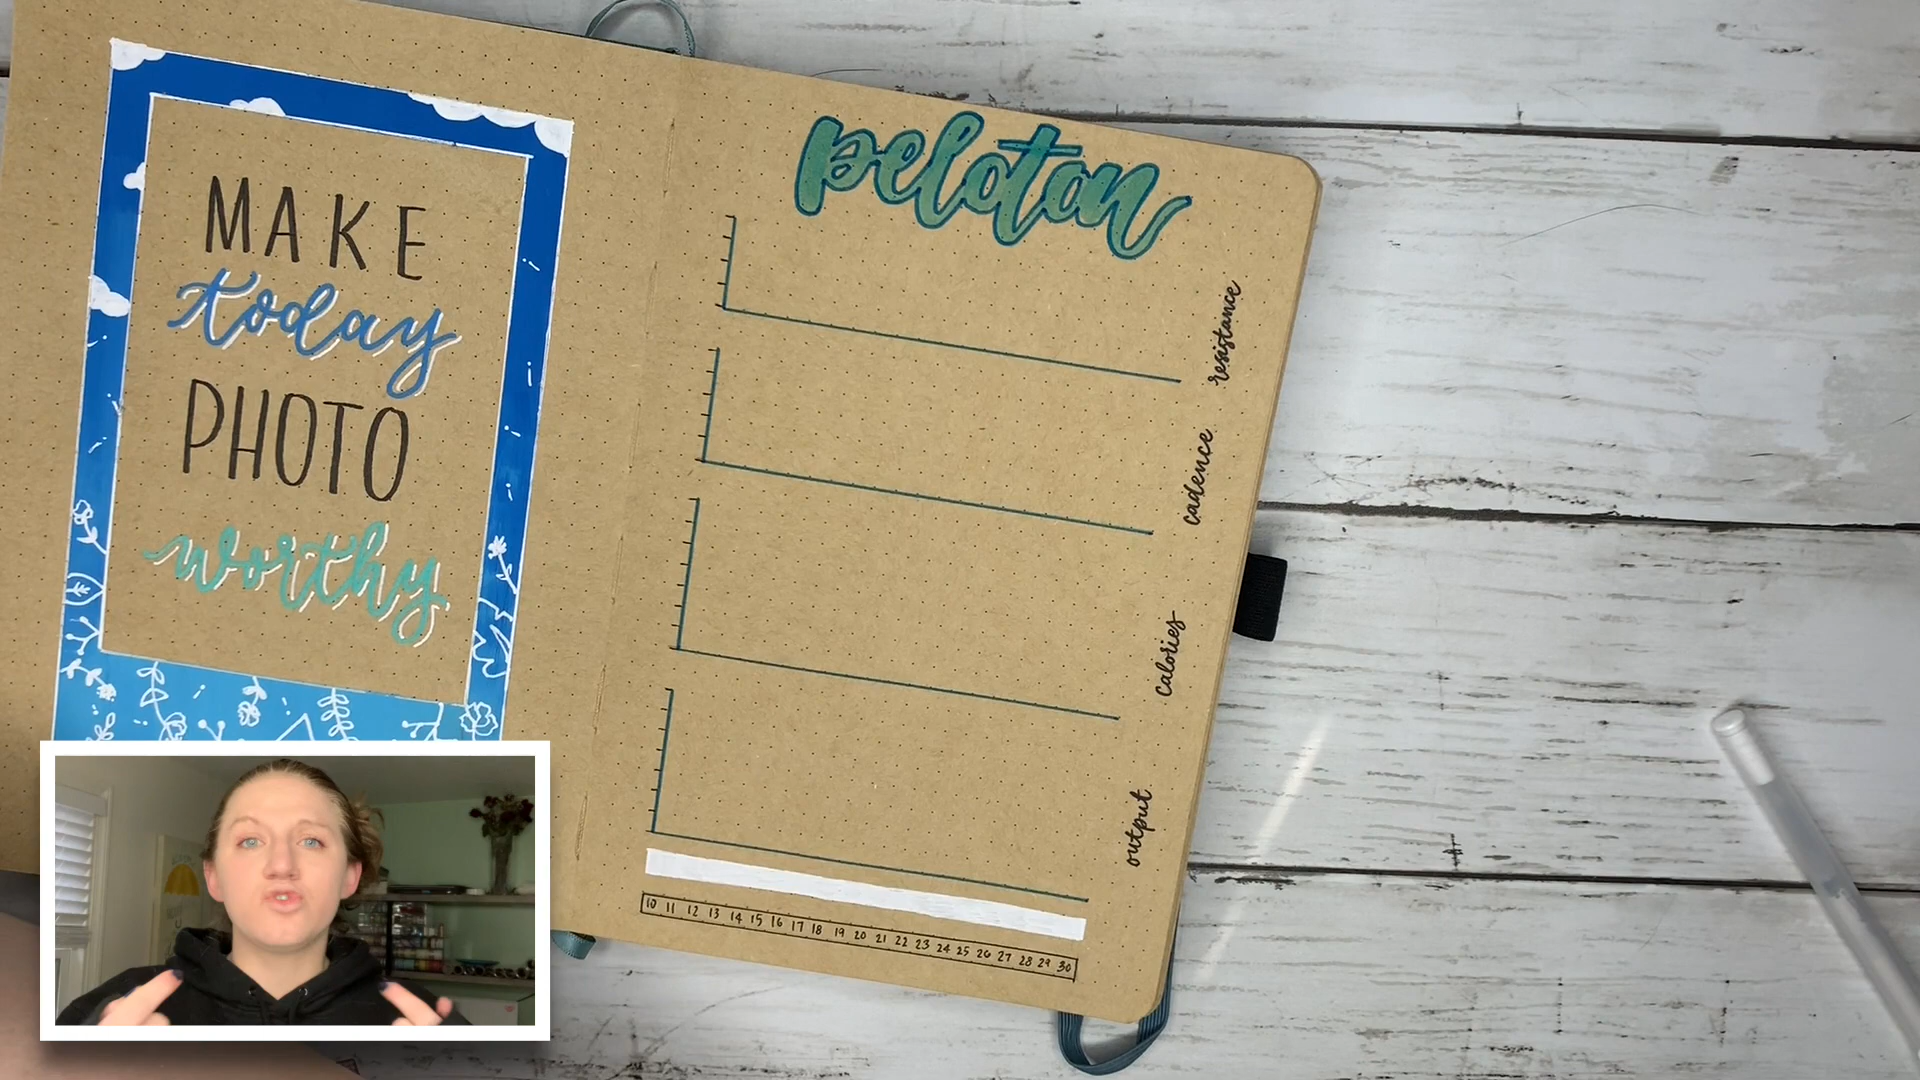 MAKE
today
PHOTO
worthy
peloton
resistance
cadence
calories
output
10 11 12 13 14 15 16 17 18 19 20 21 22 23 24 25 26 27 28 29 30